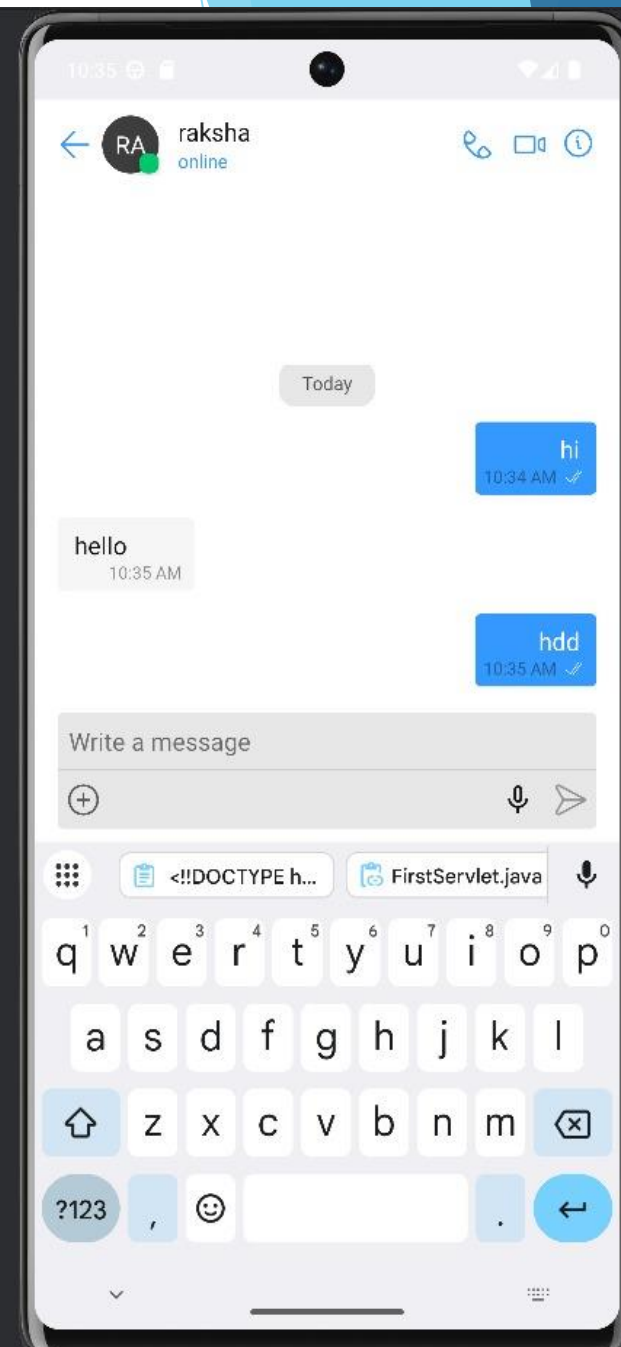 10:35
RA
raksha
online
Today
hi
10:34 AM
hello
10:35 AM
hdd
10:35 AM
Write a message
<!!DOCTYPE h...
FirstServlet.java
1 2 3 4 5 6 7 8 9 0
q w e r t y u i o p
a s d f g h j k l
z x c v b n m
?123 , .